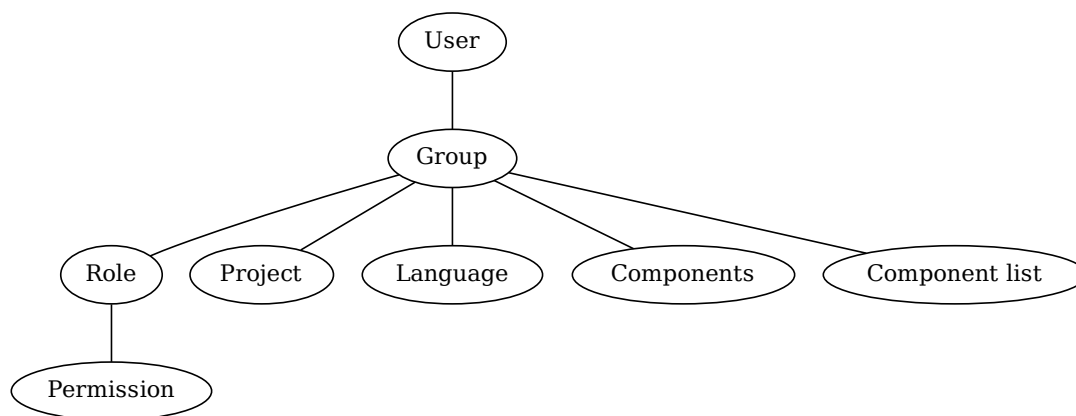 User
Group
Role
Project
Language
Components
Component list
Permission